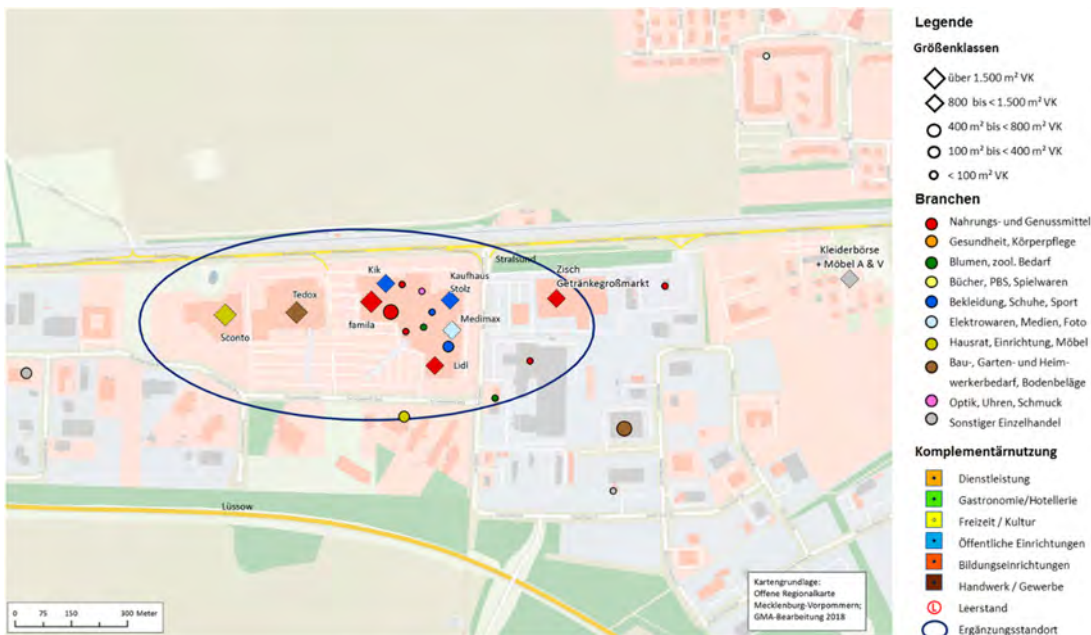 Kik
Kaufhaus
Stolz
Stralsund
Zisch
Getränkegroßmarkt
Kleiderbörse
+ Möbel A & V
Tedox
famila
Medimax
Sconto
Lidl
Lüssow
0 75 150 300 Meter
Kartengrundlage:
Offene Regionalkarte
Mecklenburg-Vorpommern;
GMA-Bearbeitung 2018
Legende
Größenklassen
über 1.500 m² VK
800 bis < 1.500 m² VK
400 m² bis < 800 m² VK
100 m² bis < 400 m² VK
< 100 m² VK
Branchen
Nahrungs- und Genussmittel
Gesundheit, Körperpflege
Blumen, zool. Bedarf
Bücher, PBS, Spielwaren
Bekleidung, Schuhe, Sport
Elektrowaren, Medien, Foto
Hausrat, Einrichtung, Möbel
Bau-, Garten- und Heim-
werkerbedarf, Bodenbeläge
Optik, Uhren, Schmuck
Sonstiger Einzelhandel
Komplementärnutzung
Dienstleistung
Gastronomie/Hotellerie
Freizeit / Kultur
Öffentliche Einrichtungen
Bildungseinrichtungen
Handwerk / Gewerbe
L Leerstand
Ergänzungsstandort